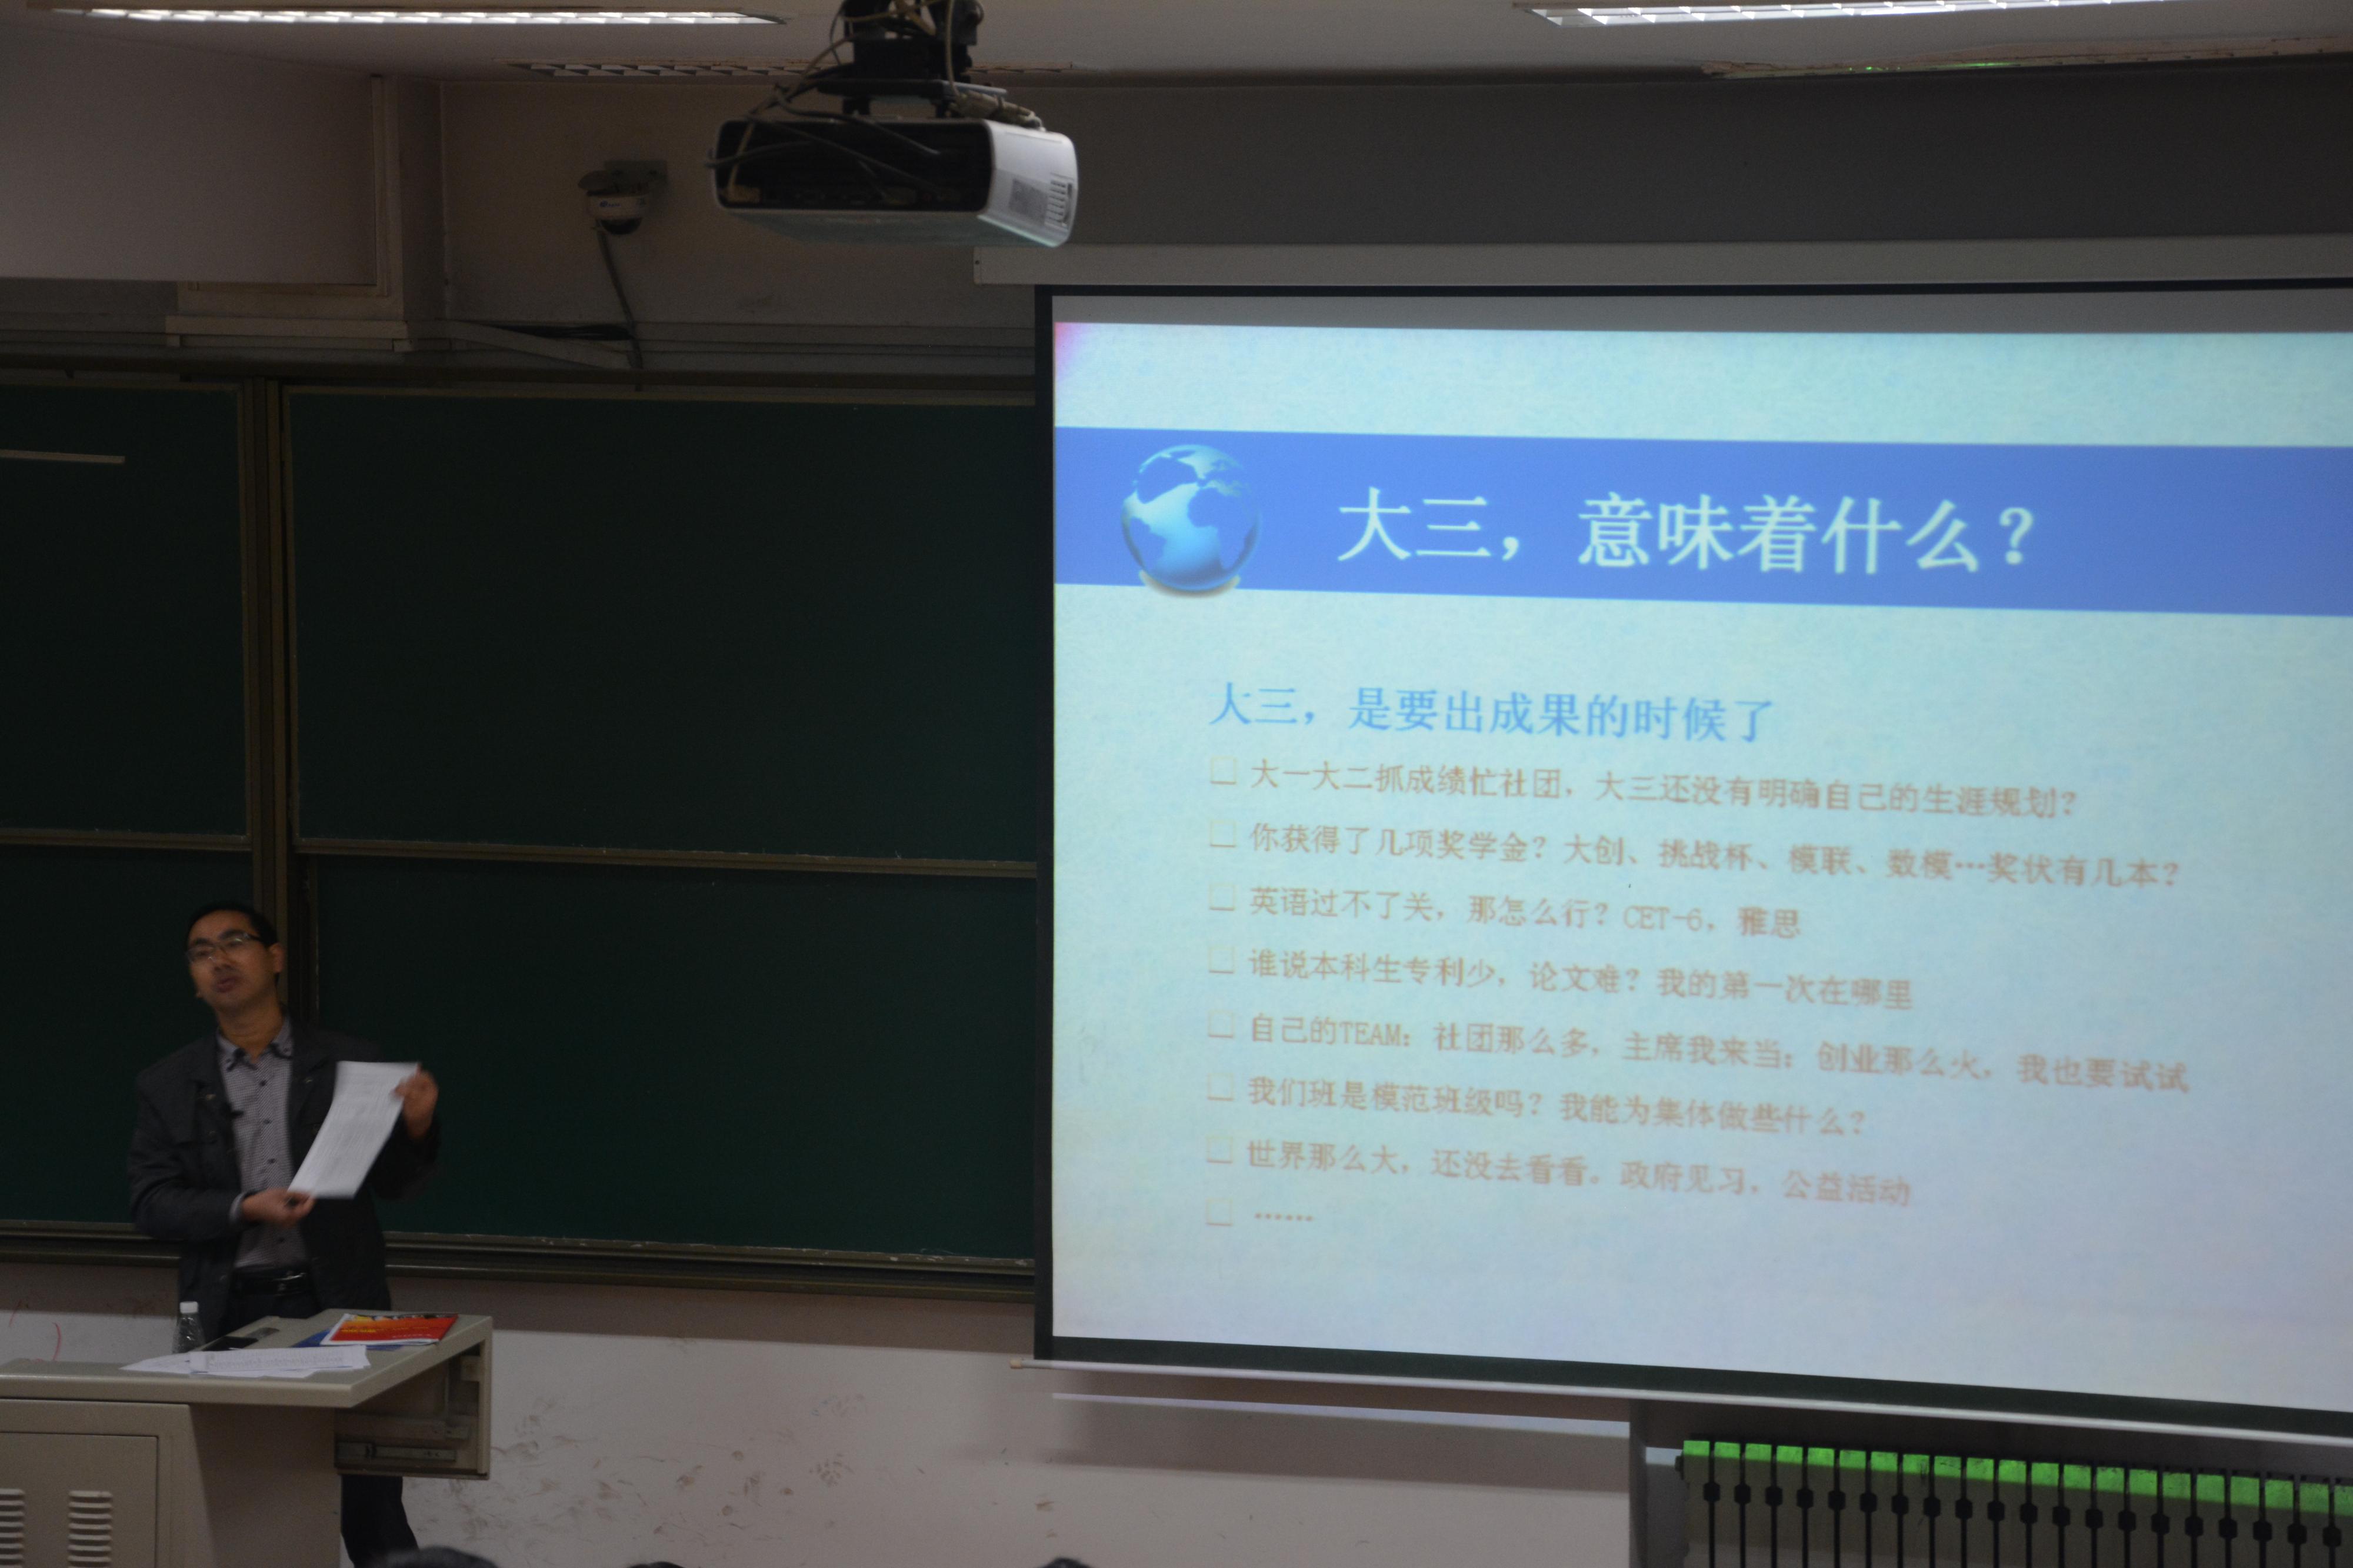 大三，意味着什么？
大三，是要出成果的时候了
□ 大一大二抓成绩忙社团，大三还没有明确自己的生涯规划？
□ 你获得了几项奖学金？大创、挑战杯、模联、数模…奖状有几本？
□ 英语过不了关，那怎么行？CET-6，雅思
□ 谁说本科生专利少，论文难？我的第一次在哪里
□ 自己的TEAM：社团那么多，主席我来当；创业那么火，我也要试试
□ 我们班是模范班级吗？我能为集体做些什么？
□ 世界那么大，还没去看看。政府见习，公益活动
□ ……